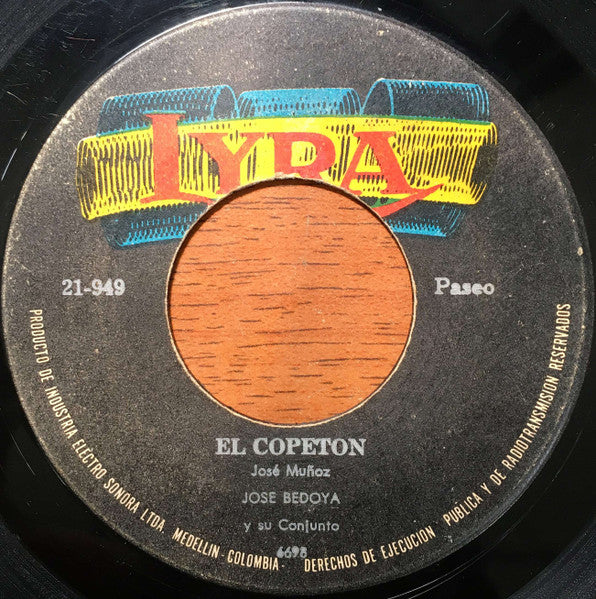 LYRA
21-949
Paseo
EL COPETON
José Muñoz
JOSE BEDOYA
y su Conjunto
6698
PRODUCTO DE INDUSTRIA ELECTRO SONORA LTDA. MEDELLIN - COLOMBIA - DERECHOS DE EJECUCION, PUBLICA Y DE RADIOTRANSMISION RESERVADOS